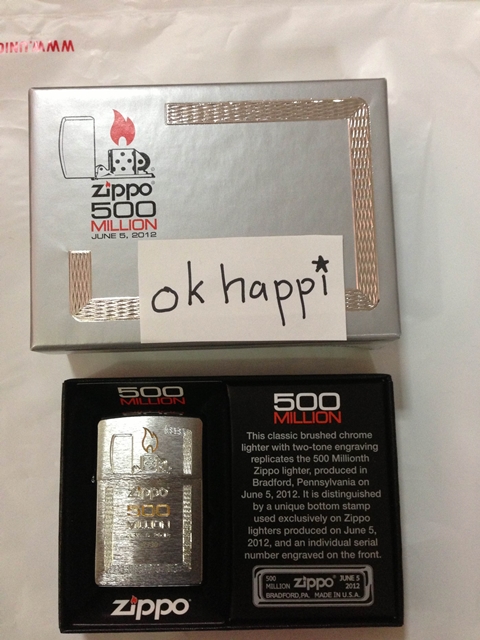 WWW.UNI
zippo
500
MILLION
JUNE 5, 2012
ok happi
500
MILLION
zippo
500
MILLION
zippo
500
MILLION
This classic brushed chrome
lighter with two-tone engraving
replicates the 500 Millionth
Zippo lighter, produced in
Bradford, Pennsylvania on
June 5, 2012. It is distinguished
by a unique bottom stamp
used exclusively on Zippo
lighters produced on June 5,
2012, and an individual serial
number engraved on the front.
500 zippo JUNE 5
MILLION 2012
BRADFORD,PA. MADE IN U.S.A.